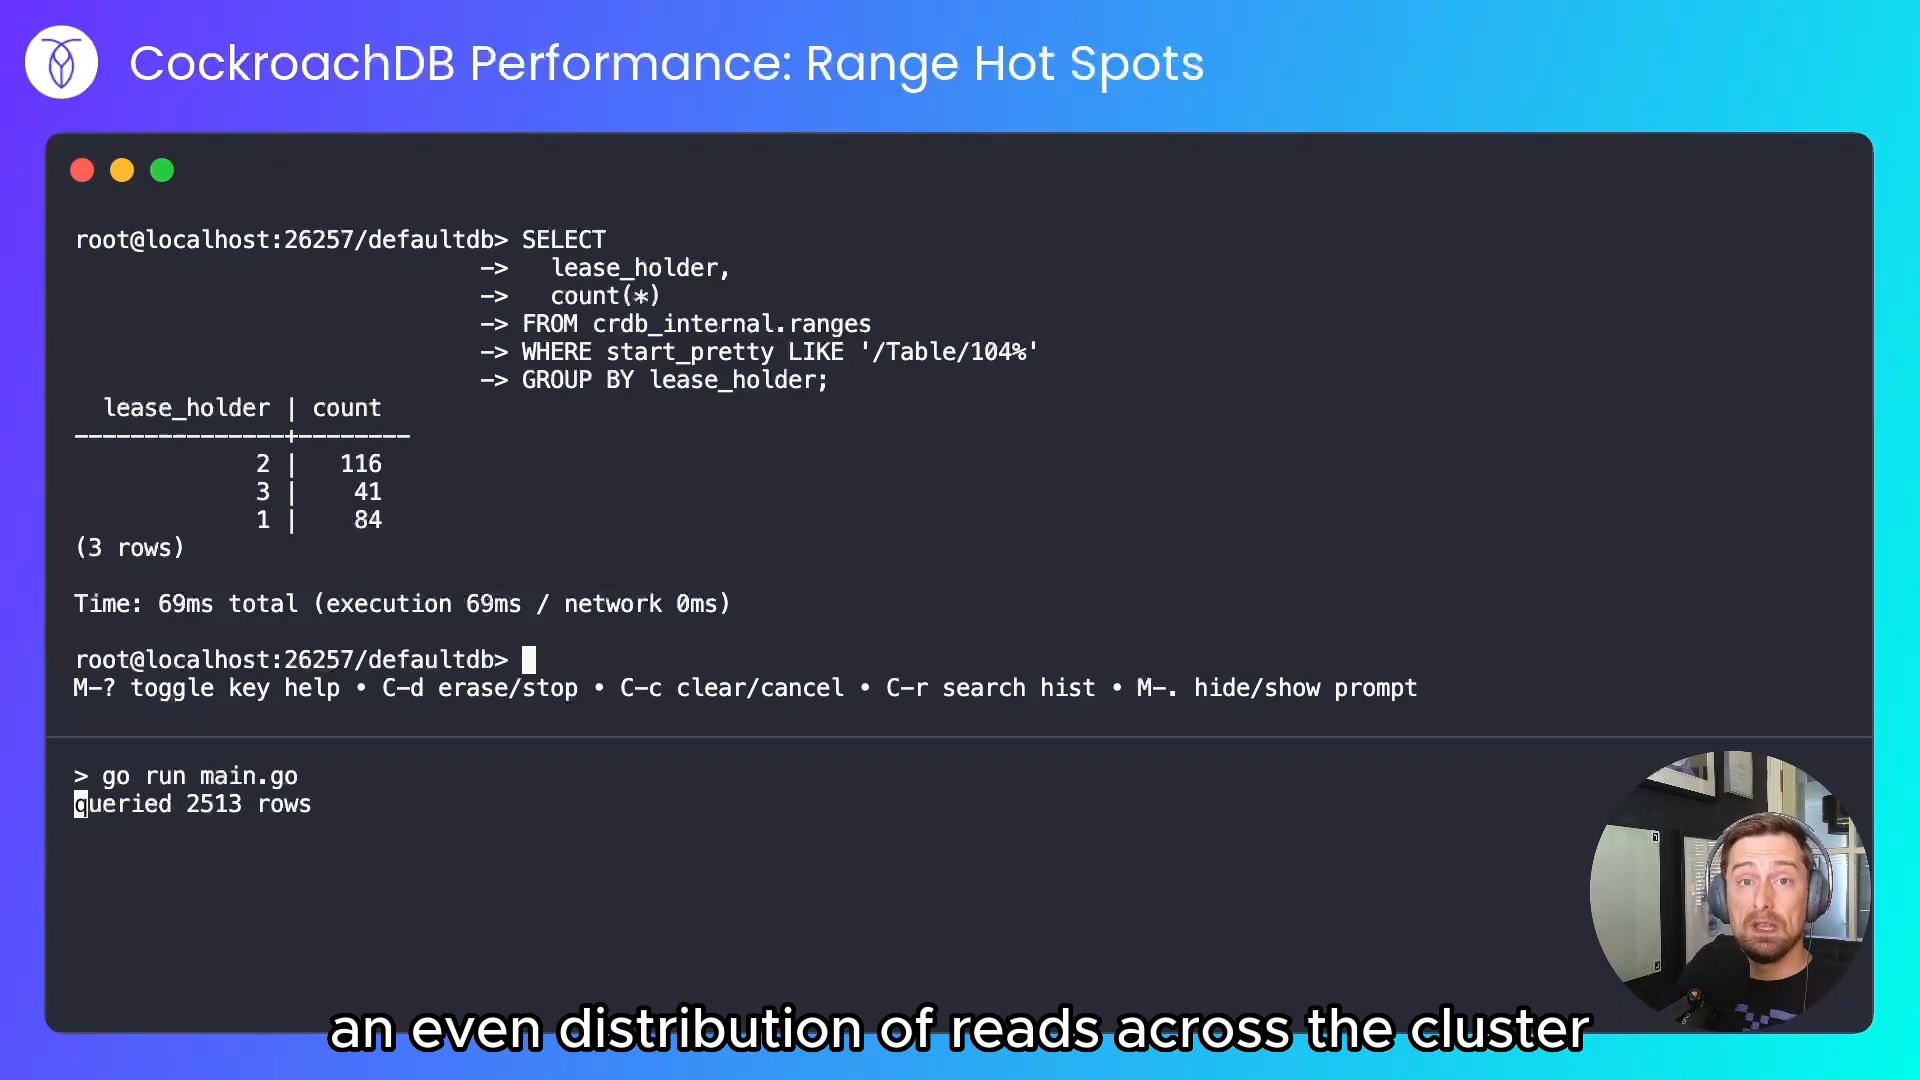 CockroachDB Performance: Range Hot Spots
root@localhost:26257/defaultdb> SELECT
-> lease_holder,
-> count(*)
-> FROM crdb_internal.ranges
-> WHERE start_pretty LIKE '/Table/104%'
-> GROUP BY lease_holder;
lease_holder | count
---------------+--------
2 | 116
3 | 41
1 | 84
(3 rows)
Time: 69ms total (execution 69ms / network 0ms)
root@localhost:26257/defaultdb>
M-? toggle key help • C-d erase/stop • C-c clear/cancel • C-r search hist • M-. hide/show prompt
> go run main.go
queried 2513 rows
an even distribution of reads across the cluster